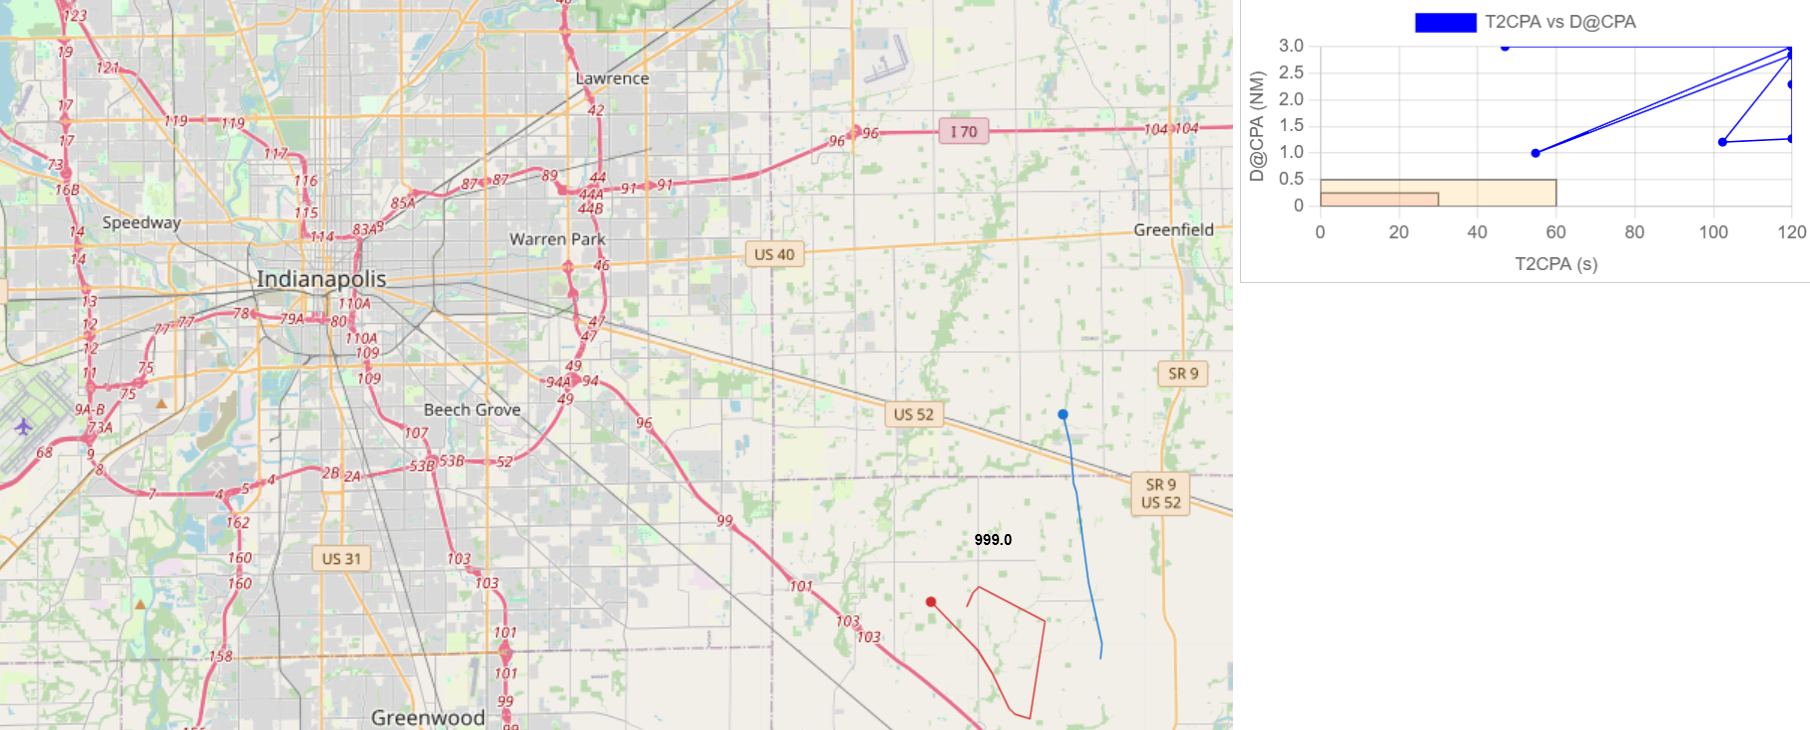 40
123
19
121
Lawrence
17
42
119
119
I 70
96
96
104
104
17
117
73
16B
116
89
87
87
44
91
91
44A
44B
85A
115
Speedway
114
83A
14
14
Warren Park
US 40
Greenfield
46
Indianapolis
13
110A
78
79A
80
77
77
12
47
47
110A
12
109
49
SR 9
11
75
109
94A
94
75
49
9A-B
73A
Beech Grove
US 52
96
107
68
9
8
53B
53B
52
2B
2A
4
5
4
7
SR 9
US 52
162
99
999.0
160
US 31
103
160
103
101
103
103
101
158
101
99
Greenwood
99
T2CPA vs D@CPA
3.0
2.5
2.0
1.5
1.0
0.5
0
D@CPA (NM)
0
20
40
60
80
100
120
T2CPA (s)